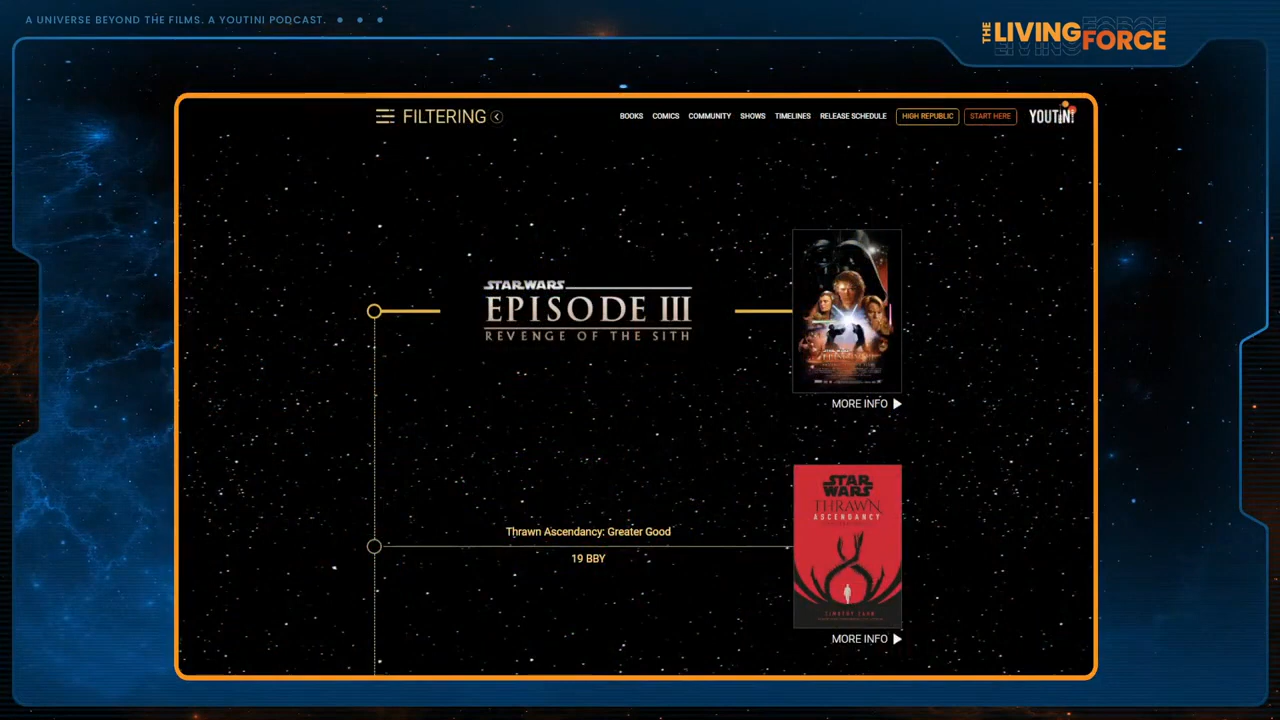 A UNIVERSE BEYOND THE FILMS. A YOUTINI PODCAST.
THE LIVING FORCE
FILTERING
BOOKS COMICS COMMUNITY SHOWS TIMELINES RELEASE SCHEDULE HIGH REPUBLIC START HERE YOUTINI
STAR WARS
EPISODE III
REVENGE OF THE SITH
MORE INFO
Thrawn Ascendancy: Greater Good
19 BBY
STAR
WARS
THRAWN
ASCENDANCY
TIMOTHY ZAHN
MORE INFO